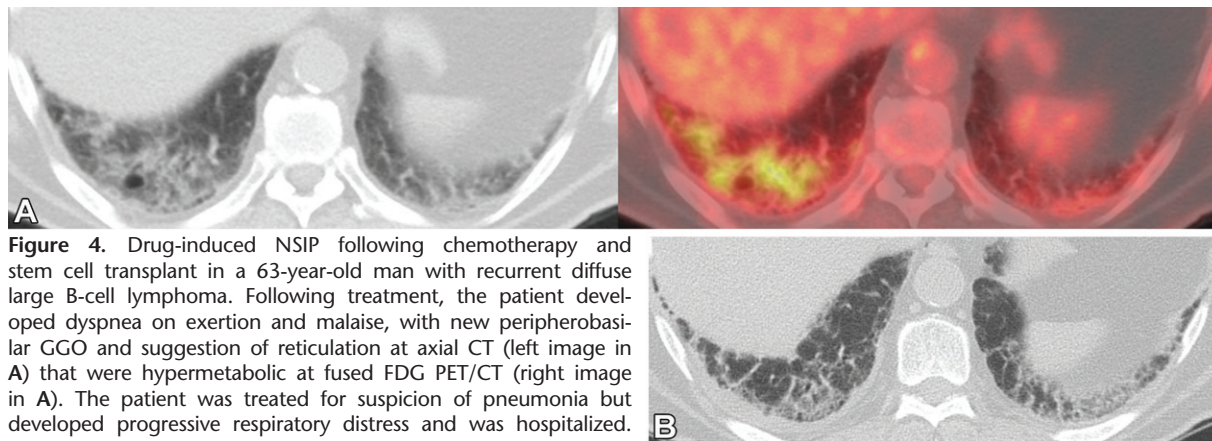 A
Figure 4. Drug-induced NSIP following chemotherapy and
stem cell transplant in a 63-year-old man with recurrent diffuse
large B-cell lymphoma. Following treatment, the patient devel-
oped dyspnea on exertion and malaise, with new peripherobasi-
lar GGO and suggestion of reticulation at axial CT (left image in
A) that were hypermetabolic at fused FDG PET/CT (right image
in A). The patient was treated for suspicion of pneumonia but
developed progressive respiratory distress and was hospitalized.
B